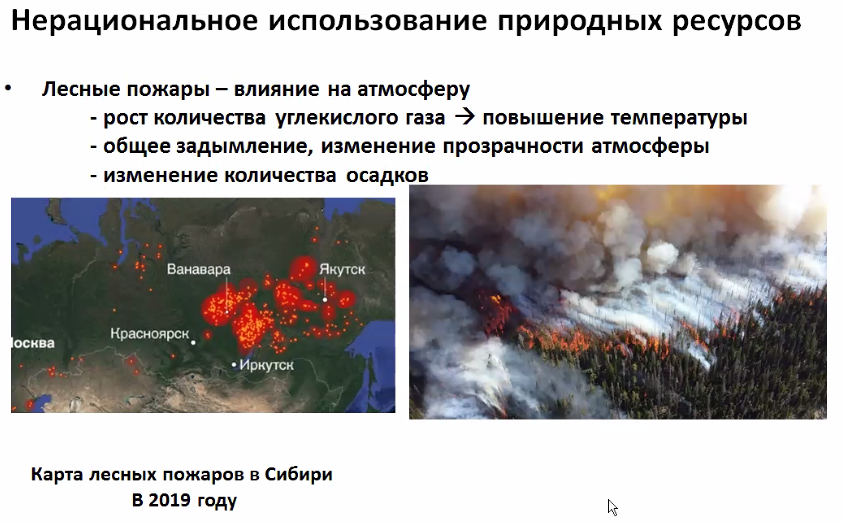 Нерациональное использование природных ресурсов
• Лесные пожары – влияние на атмосферу
- рост количества углекислого газа → повышение температуры
- общее задымление, изменение прозрачности атмосферы
- изменение количества осадков
Ванавара
Якутск
Красноярск
осква
Иркутск
Карта лесных пожаров в Сибири
В 2019 году